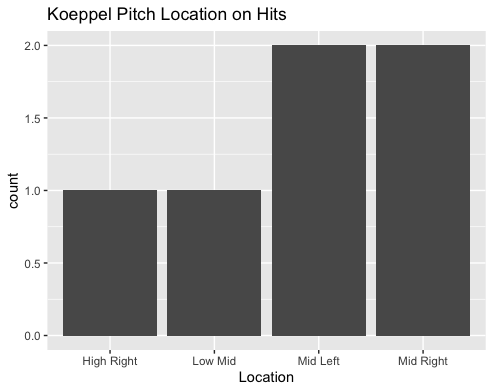 Koeppel Pitch Location on Hits
count
2.0
1.5
1.0
0.5
0.0
High Right Low Mid Mid Left Mid Right
Location